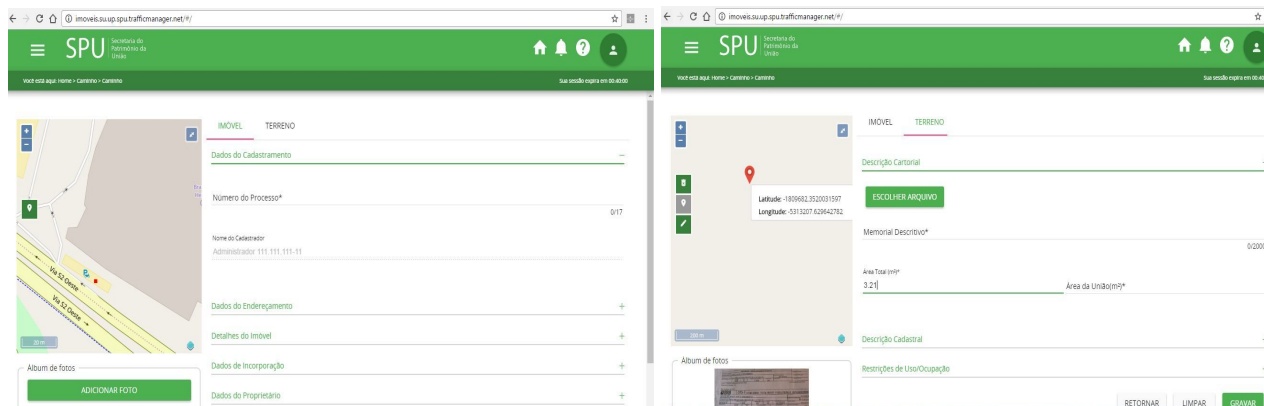 imoveis.su.up.spu.trafficmanager.net/#/
SPU Secretaria do
Patrimônio da
União
Você está aqui: Home > Caminho > Caminho
Sua sessão expira em 00:40:00
+
−
Via S2 Oeste
Via S2 Oeste
20 m
Álbum de fotos
ADICIONAR FOTO
IMÓVEL TERRENO
Dados do Cadastramento −
Número do Processo*
0/17
Nome do Cadastrador
Administrador 111.111.111-11
Dados do Endereçamento +
Detalhes do Imóvel +
Dados de Incorporação +
Dados do Proprietário +
imoveis.su.up.spu.trafficmanager.net/#/
SPU Secretaria do
Patrimônio da
União
Você está aqui: Home > Caminho > Caminho
Sua sessão expira em 00:40
+
−
Latitude: -1809682.3520031597
Longitude: -5313207.629642782
200 m
Álbum de fotos
IMÓVEL TERRENO
Descrição Cartorial
ESCOLHER ARQUIVO
Memorial Descritivo*
0/2000
Área Total (m²)*
3.21 Área da União(m²)*
Descrição Cadastral
Restrições de Uso/Ocupação
RETORNAR LIMPAR GRAVAR